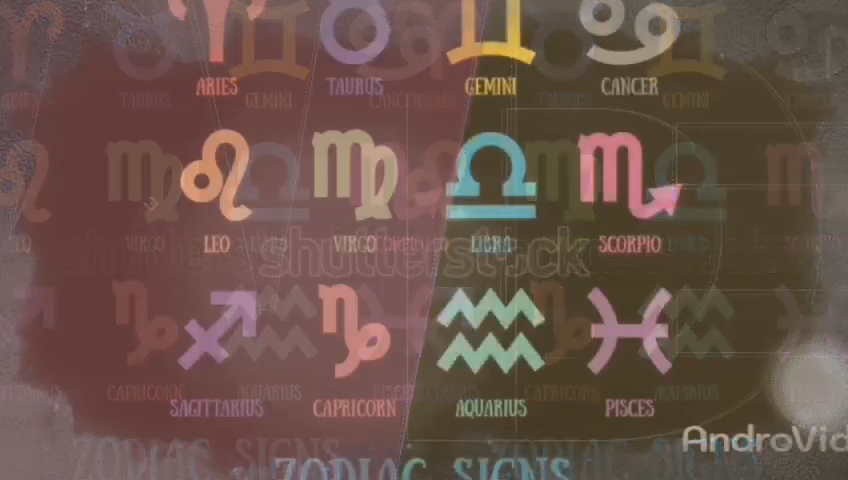 ARIES TAURUS GEMINI CANCER
LEO VIRGO LIBRA SCORPIO
shutterstock
SAGITTARIUS CAPRICORN AQUARIUS PISCES
AndroVid
ZODIAC SIGNS